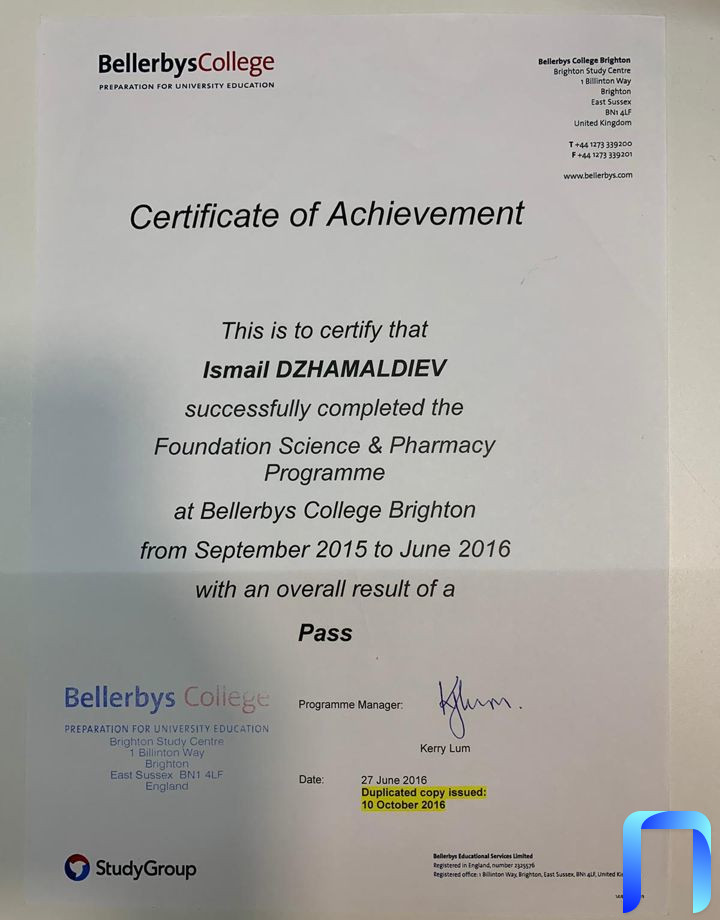 BellerbysCollege
PREPARATION FOR UNIVERSITY EDUCATION
Bellerbys College Brighton
Brighton Study Centre
1 Billinton Way
Brighton
East Sussex
BN1 4LF
United Kingdom
T +44 1273 339200
F +44 1273 339201
www.bellerbys.com
Certificate of Achievement
This is to certify that
Ismail DZHAMALDIEV
successfully completed the
Foundation Science & Pharmacy
Programme
at Bellerbys College Brighton
from September 2015 to June 2016
with an overall result of a
Pass
Bellerbys College
PREPARATION FOR UNIVERSITY EDUCATION
Brighton Study Centre
1 Billinton Way
Brighton
East Sussex BN1 4LF
England
Programme Manager:
Kerry Lum
Date: 27 June 2016
Duplicated copy issued:
10 October 2016
StudyGroup
Bellerbys Educational Services Limited
Registered in England, number 2325576
Registered office: 1 Billinton Way, Brighton, East Sussex, BN1 4LF, United